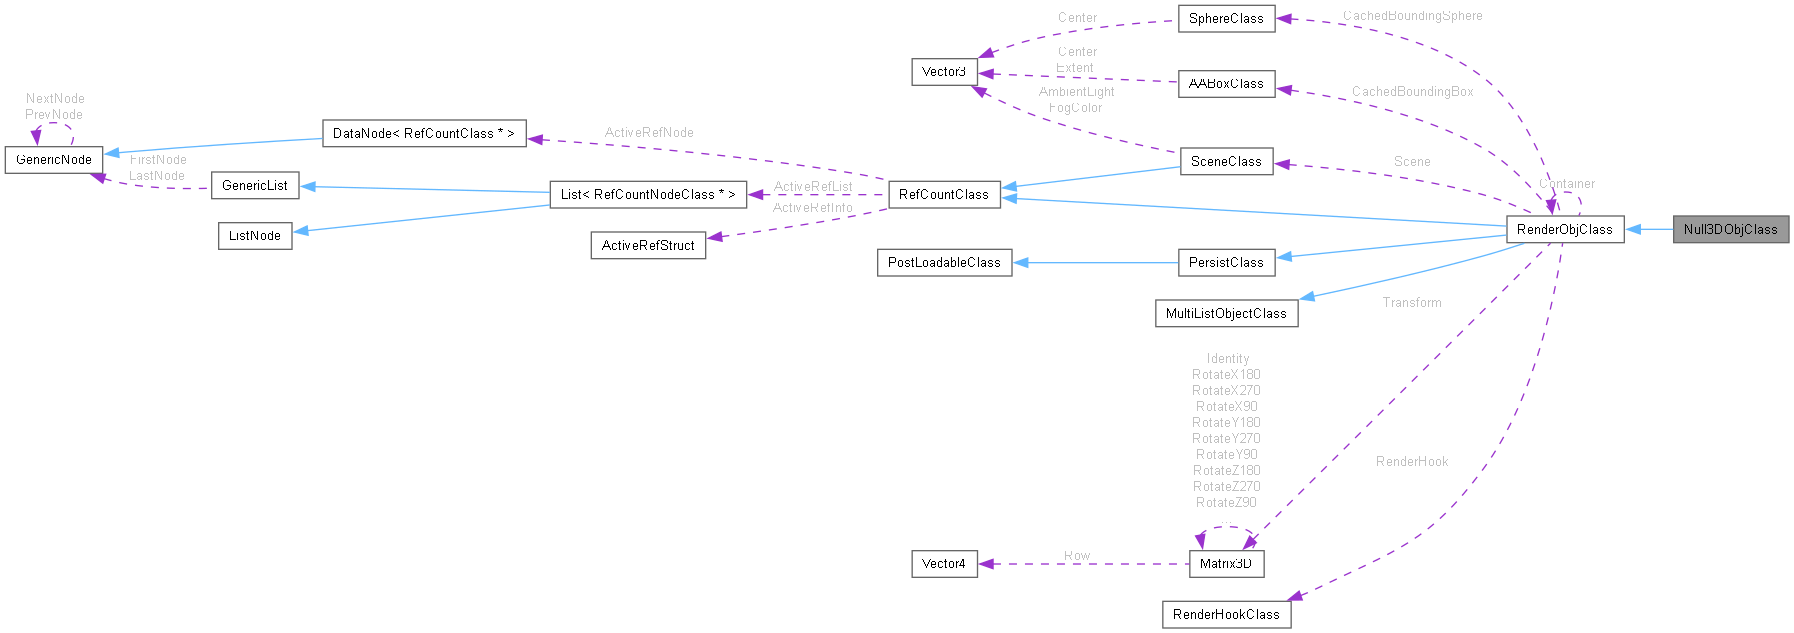 SphereClass
CachedBoundingSphere
Center
Vector3
Center
Extent
AABoxClass
CachedBoundingBox
AmbientLight
FogColor
NextNode
PrevNode
GenericNode
DataNode< RefCountClass * >
ActiveRefNode
SceneClass
Scene
FirstNode
LastNode
GenericList
List< RefCountNodeClass * >
ActiveRefList
ActiveRefInfo
RefCountClass
Container
ListNode
ActiveRefStruct
RenderObjClass
Null3DObjClass
PostLoadableClass
PersistClass
MultiListObjectClass
Transform
Identity
RotateX180
RotateX270
RotateX90
RotateY180
RotateY270
RotateY90
RotateZ180
RotateZ270
RotateZ90
...
RenderHook
Vector4
Row
Matrix3D
RenderHookClass